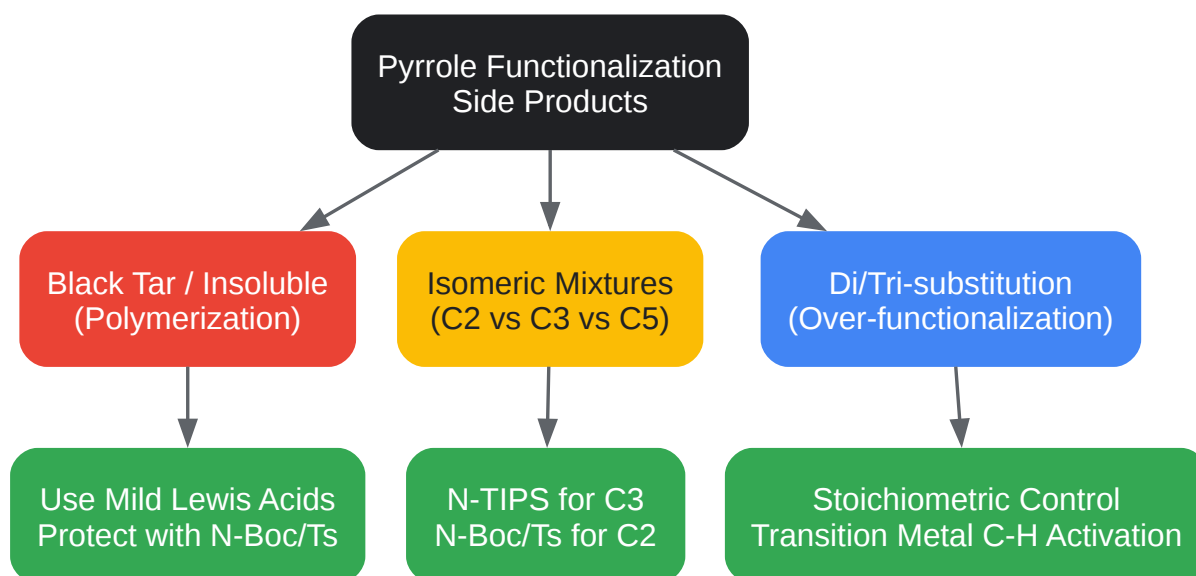 Pyrrole Functionalization
Side Products
Black Tar / Insoluble
(Polymerization)
Isomeric Mixtures
(C2 vs C3 vs C5)
Di/Tri-substitution
(Over-functionalization)
Use Mild Lewis Acids
Protect with N-Boc/Ts
N-TIPS for C3
N-Boc/Ts for C2
Stoichiometric Control
Transition Metal C-H Activation